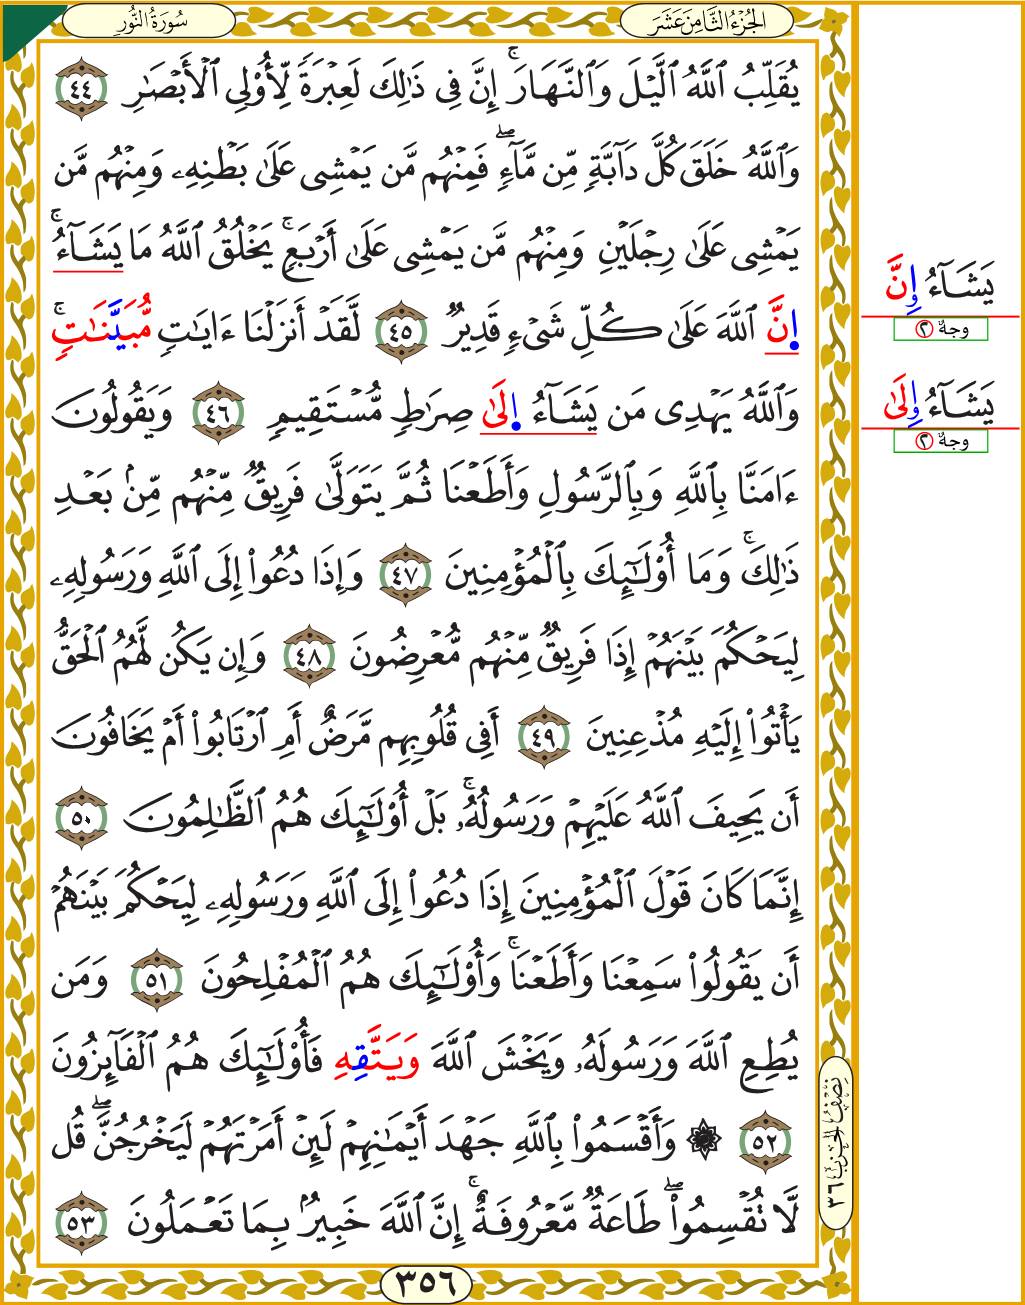 سُورَةُ النُّورِ
الجُزْءُ الثَّامِنَ عَشَرَ
يُقَلِّبُ ٱللَّهُ ٱلَّيْلَ وَٱلنَّهَارَۚ إِنَّ فِى ذَٰلِكَ لَعِبْرَةً لِّأُوْلِى ٱلْأَبْصَٰرِ ٤٤
وَٱللَّهُ خَلَقَ كُلَّ دَآبَّةٍ مِّن مَّآءٍۖ فَمِنْهُم مَّن يَمْشِى عَلَىٰ بَطْنِهِۦ وَمِنْهُم مَّن
يَمْشِى عَلَىٰ رِجْلَيْنِ وَمِنْهُم مَّن يَمْشِى عَلَىٰ أَرْبَعٍۚ يَخْلُقُ ٱللَّهُ مَا يَشَآءُۚ
اِ۪نَّ ٱللَّهَ عَلَىٰ كُلِّ شَىْءٍ قَدِيرٌ ٤٥ لَّقَدْ أَنزَلْنَا ءَايَٰتٍ مُّبَيَّنَٰتٍۚ
وَٱللَّهُ يَهْدِى مَن يَشَآءُ اِ۪لَىٰ صِرَٰطٍ مُّسْتَقِيمٍ ٤٦ وَيَقُولُونَ
ءَامَنَّا بِٱللَّهِ وَبِٱلرَّسُولِ وَأَطَعْنَا ثُمَّ يَتَوَلَّىٰ فَرِيقٌ مِّنْهُم مِّنۢ بَعْدِ
ذَٰلِكَۚ وَمَا أُوْلَٰٓئِكَ بِٱلْمُؤْمِنِينَ ٤٧ وَإِذَا دُعُواْ إِلَى ٱللَّهِ وَرَسُولِهِۦ
لِيَحْكُمَ بَيْنَهُمْ إِذَا فَرِيقٌ مِّنْهُم مُّعْرِضُونَ ٤٨ وَإِن يَكُن لَّهُمُ ٱلْحَقُّ
يَأْتُوٓاْ إِلَيْهِ مُذْعِنِينَ ٤٩ أَفِى قُلُوبِهِم مَّرَضٌ أَمِ ٱرْتَابُواْ أَمْ يَخَافُونَ
أَن يَحِيفَ ٱللَّهُ عَلَيْهِمْ وَرَسُولُهُۥۚ بَلْ أُوْلَٰٓئِكَ هُمُ ٱلظَّٰلِمُونَ ٥٠
إِنَّمَا كَانَ قَوْلَ ٱلْمُؤْمِنِينَ إِذَا دُعُواْ إِلَى ٱللَّهِ وَرَسُولِهِۦ لِيَحْكُمَ بَيْنَهُمْ
أَن يَقُولُواْ سَمِعْنَا وَأَطَعْنَاۚ وَأُوْلَٰٓئِكَ هُمُ ٱلْمُفْلِحُونَ ٥١ وَمَن
يُطِعِ ٱللَّهَ وَرَسُولَهُۥ وَيَخْشَ ٱللَّهَ وَيَتَّقِهِ فَأُوْلَٰٓئِكَ هُمُ ٱلْفَآئِزُونَ
٥٢ ۞ وَأَقْسَمُواْ بِٱللَّهِ جَهْدَ أَيْمَٰنِهِمْ لَئِنْ أَمَرْتَهُمْ لَيَخْرُجُنَّۖ قُل
لَّا تُقْسِمُواْۖ طَاعَةٌ مَّعْرُوفَةٌۚ إِنَّ ٱللَّهَ خَبِيرٌۢ بِمَا تَعْمَلُونَ ٥٣
٣٥٦
يَشَآءُ وِنَّ
وجهٌ ٢
يَشَآءُ وِلَىٰ
وجهٌ ٢
نِصْفُ الحِزْبِ ٣٦